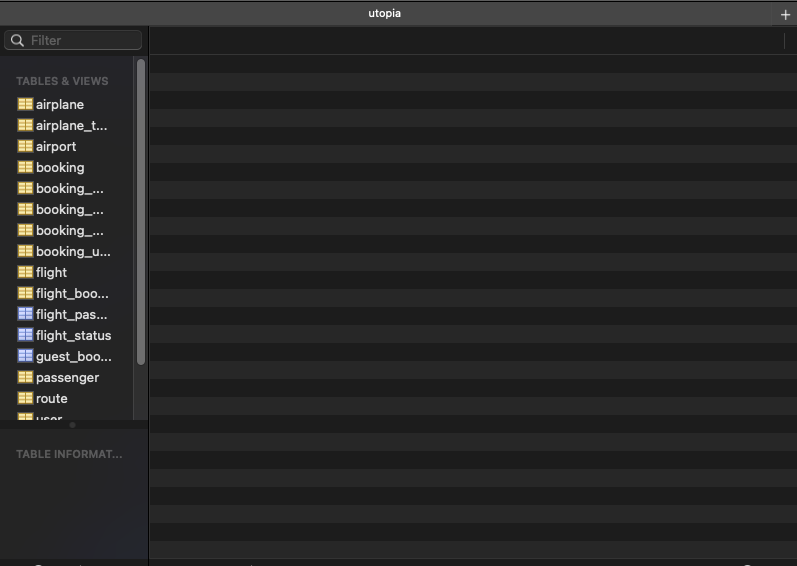 utopia
+
Filter
TABLES & VIEWS
airplane
airplane_t...
airport
booking
booking_...
booking_...
booking_...
booking_u...
flight
flight_boo...
flight_pas...
flight_status
guest_boo...
passenger
route
user
TABLE INFORMAT...